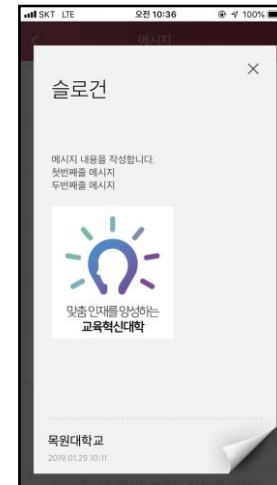 SKT LTE 오전 10:36 100%
메시지
슬로건
메시지 내용을 작성합니다.
첫번째줄 메시지
두번째줄 메시지
맞춤인재를양성하는
교육혁신대학
목원대학교
2019.01.29 10:11